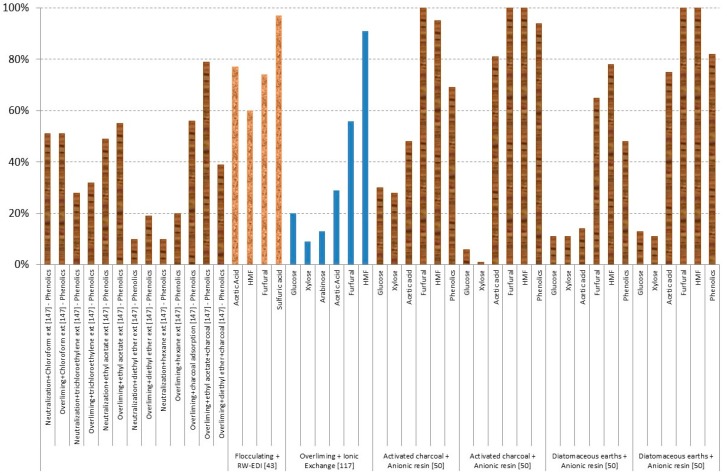 100%
80%
60%
40%
20%
0%
Neutralization+Chloroform ext [147] - Phenolics
Overliming+Chloroform ext [147] - Phenolics
Neutralization+trichloroethylene ext [147] - Phenolics
Overliming+trichloroethylene ext [147] - Phenolics
Neutralization+ethyl acetate ext [147] - Phenolics
Overliming+ethyl acetate ext [147] - Phenolics
Neutralization+diethyl ether ext [147] - Phenolics
Overliming+diethyl ether ext [147] - Phenolics
Neutralization+hexane ext [147] - Phenolics
Overliming+hexane ext [147] - Phenolics
Overliming+charcoal adsorption [147] - Phenolics
Overliming+ethyl acetate+charcoal [147] - Phenolics
Overliming+diethyl ether+charcoal [147] - Phenolics
Acetic Acid
HMF
Furfural
Sulfuric acid
Glucose
Xylose
Arabinose
Acetic Acid
Furfural
HMF
Glucose
Xylose
Acetic acid
Furfural
HMF
Phenolics
Glucose
Xylose
Acetic acid
Furfural
HMF
Phenolics
Glucose
Xylose
Acetic acid
Furfural
HMF
Phenolics
Glucose
Xylose
Acetic acid
Furfural
HMF
Phenolics
Flocculating +
RW-EDI [43]
Overliming + Ionic
Exchange [117]
Activated charcoal +
Anionic resin [50]
Activated charcoal +
Anionic resin [50]
Diatomaceous earths +
Anionic resin [50]
Diatomaceous earths +
Anionic resin [50]